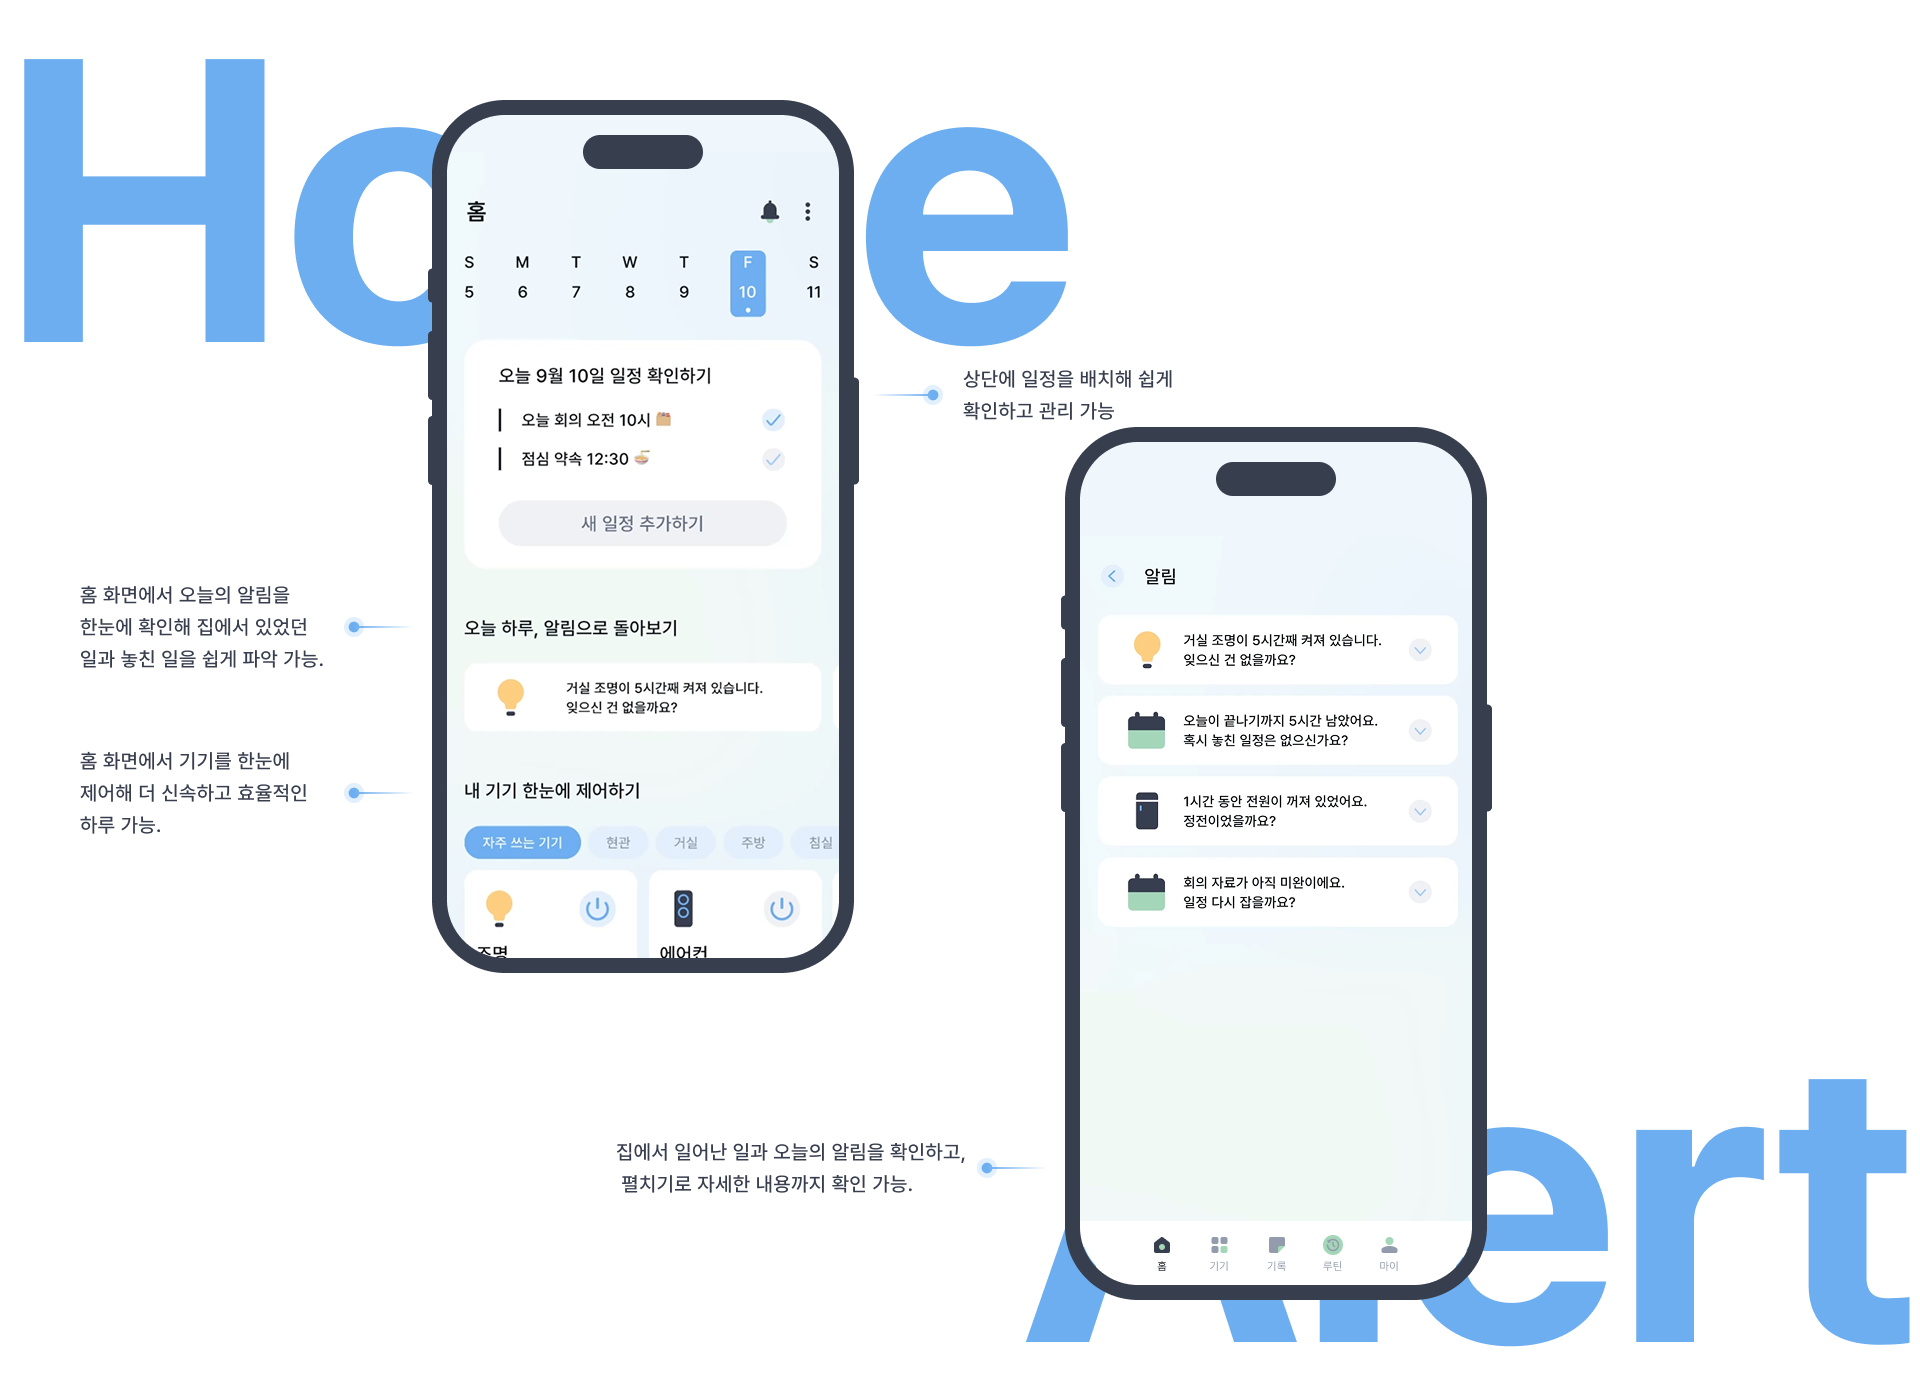 Home
홈
S M T W T F S
5 6 7 8 9 10 11
오늘 9월 10일 일정 확인하기
오늘 회의 오전 10시
점심 약속 12:30
새 일정 추가하기
오늘 하루, 알림으로 돌아보기
거실 조명이 5시간째 켜져 있습니다.
잊으신 건 없을까요?
내 기기 한눈에 제어하기
자주 쓰는 기기 현관 거실 주방 침실
조명 에어컨
상단에 일정을 배치해 쉽게
확인하고 관리 가능
홈 화면에서 오늘의 알림을
한눈에 확인해 집에서 있었던
일과 놓친 일을 쉽게 파악 가능.
홈 화면에서 기기를 한눈에
제어해 더 신속하고 효율적인
하루 가능.
알림
거실 조명이 5시간째 켜져 있습니다.
잊으신 건 없을까요?
오늘이 끝나기까지 5시간 남았어요.
혹시 놓친 일정은 없으신가요?
1시간 동안 전원이 꺼져 있었어요.
정전이었을까요?
회의 자료가 아직 미완이에요.
일정 다시 잡을까요?
홈 기기 기록 루틴 마이
집에서 일어난 일과 오늘의 알림을 확인하고,
펼치기로 자세한 내용까지 확인 가능.
Alert